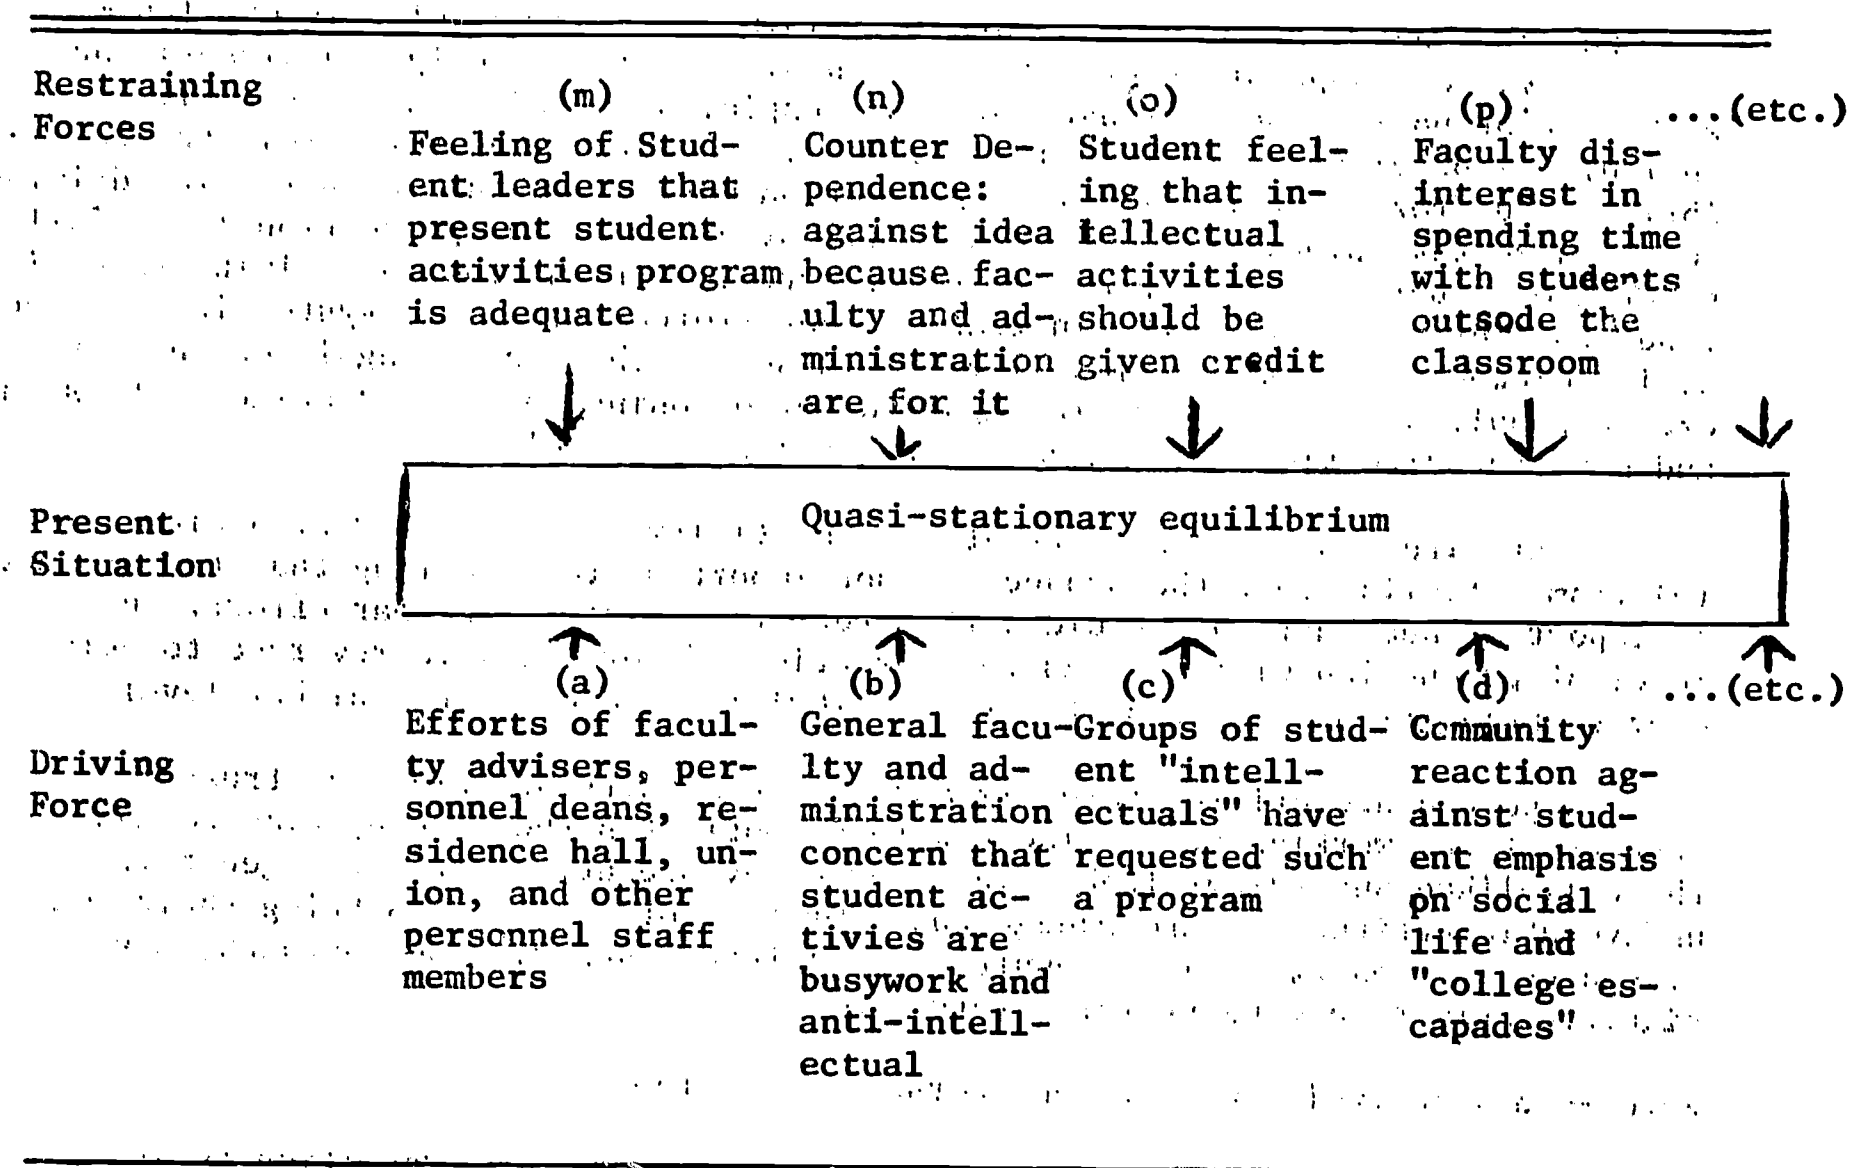 Restraining
Forces
(m)
Feeling of Stud-
ent leaders that
present student
activities program
is adequate
(n)
Counter De-
pendence:
against idea
because fac-
ulty and ad-
ministration
are for it
(o)
Student feel-
ing that in-
tellectual
activities
should be
given credit
(p)
Faculty dis-
interest in
spending time
with students
outsode the
classroom
...(etc.)
Present
Situation
Quasi-stationary equilibrium
Driving
Force
(a)
Efforts of facul-
ty advisers, per-
sonnel deans, re-
sidence hall, un-
ion, and other
personnel staff
members
(b)
General facu-
lty and ad-
ministration
concern that
student ac-
tivies are
busywork and
anti-intell-
ectual
(c)
Groups of stud-
ent "intell-
ectuals" have
requested such
a program
(d)
Community
reaction ag-
ainst stud-
ent emphasis
on social
life and
"college es-
capades"
...(etc.)